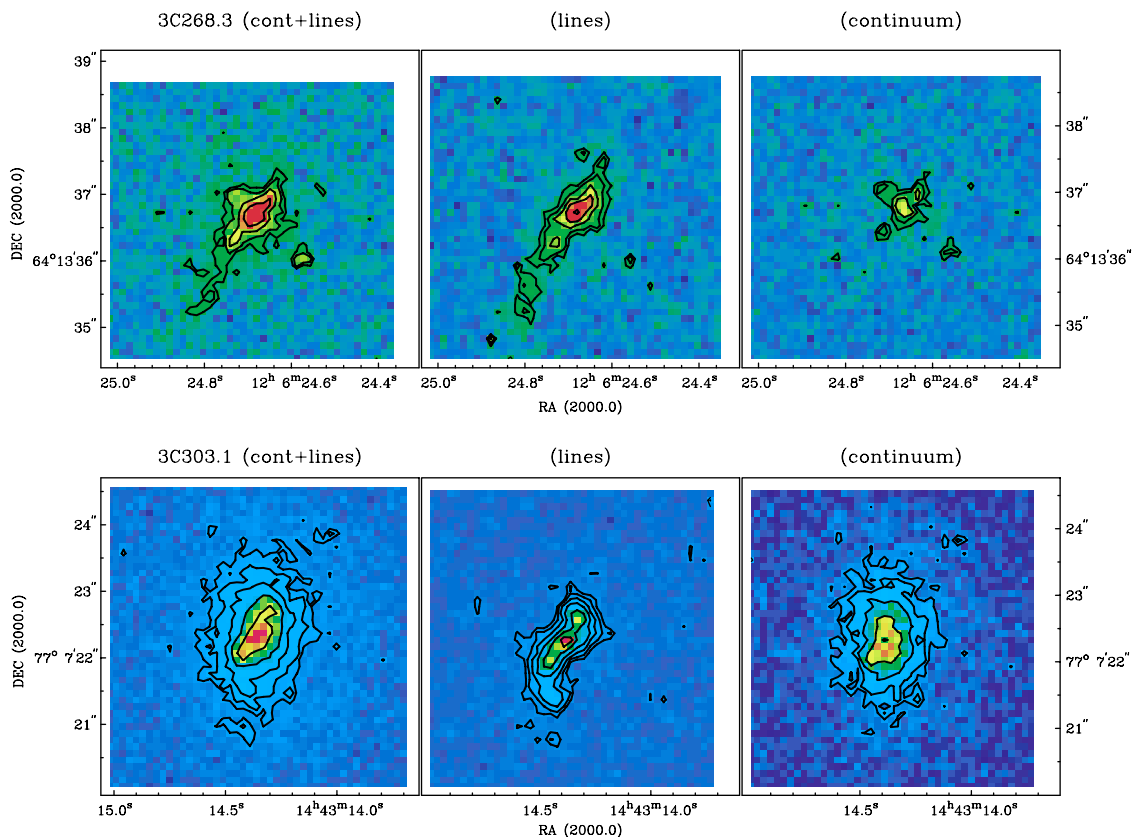 3C268.3 (cont+lines) (lines) (continuum)
39″
38″ 38″
37″ 37″
DEC (2000.0)
64°13′36″ 64°13′36″
35″ 35″
25.0ˢ 24.8ˢ 12ʰ 6ᵐ24.6ˢ 24.4ˢ 25.0ˢ 24.8ˢ 12ʰ 6ᵐ24.6ˢ 24.4ˢ 25.0ˢ 24.8ˢ 12ʰ 6ᵐ24.6ˢ 24.4ˢ
RA (2000.0)
3C303.1 (cont+lines) (lines) (continuum)
24″ 24″
23″ 23″
DEC (2000.0)
77° 7′22″ 77° 7′22″
21″ 21″
15.0ˢ 14.5ˢ 14ʰ43ᵐ14.0ˢ 14.5ˢ 14ʰ43ᵐ14.0ˢ 14.5ˢ 14ʰ43ᵐ14.0ˢ
RA (2000.0)